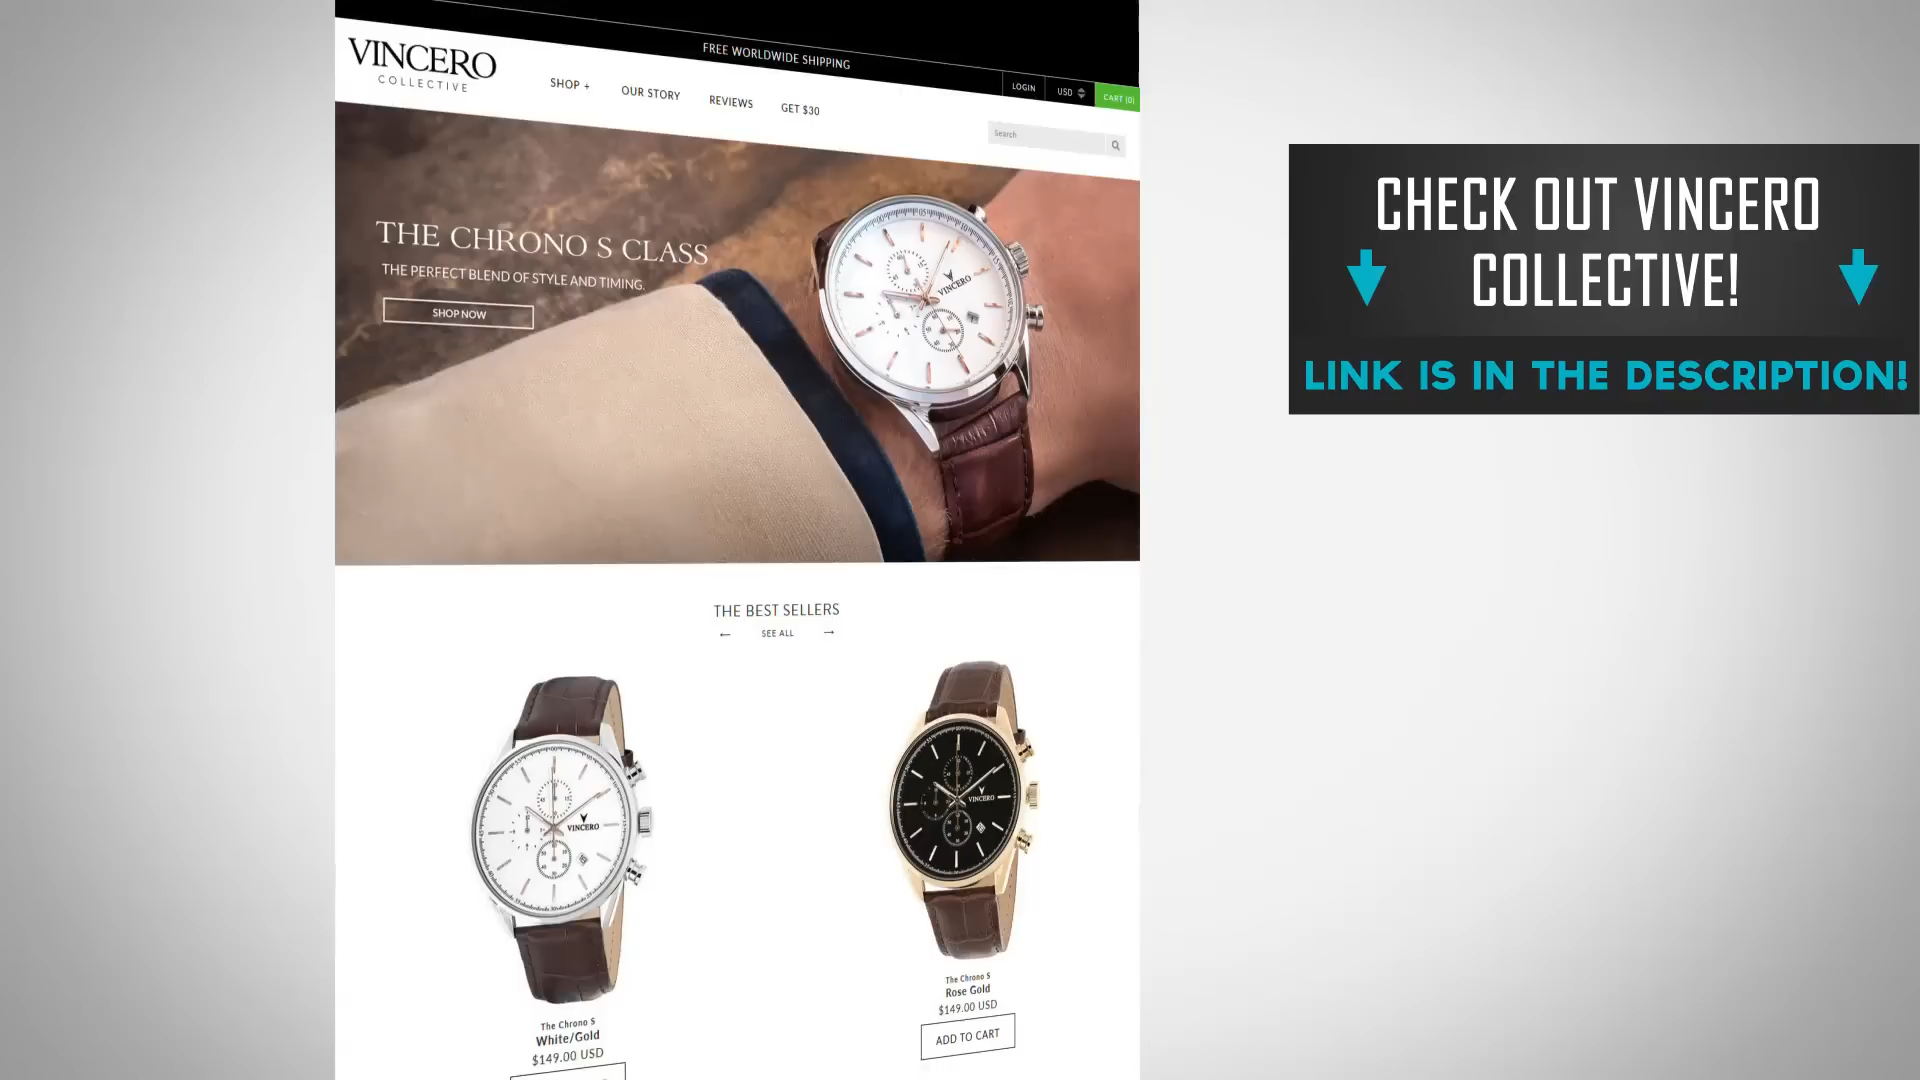 FREE WORLDWIDE SHIPPING
VINCERO
COLLECTIVE
SHOP +
OUR STORY
REVIEWS
GET $30
LOGIN
USD
CART (0)
Search
THE CHRONO S CLASS
THE PERFECT BLEND OF STYLE AND TIMING.
SHOP NOW
VINCERO
CHECK OUT VINCERO
COLLECTIVE!
LINK IS IN THE DESCRIPTION!
THE BEST SELLERS
← SEE ALL →
VINCERO
VINCERO
The Chrono S
White/Gold
$149.00 USD
The Chrono S
Rose Gold
$149.00 USD
ADD TO CART